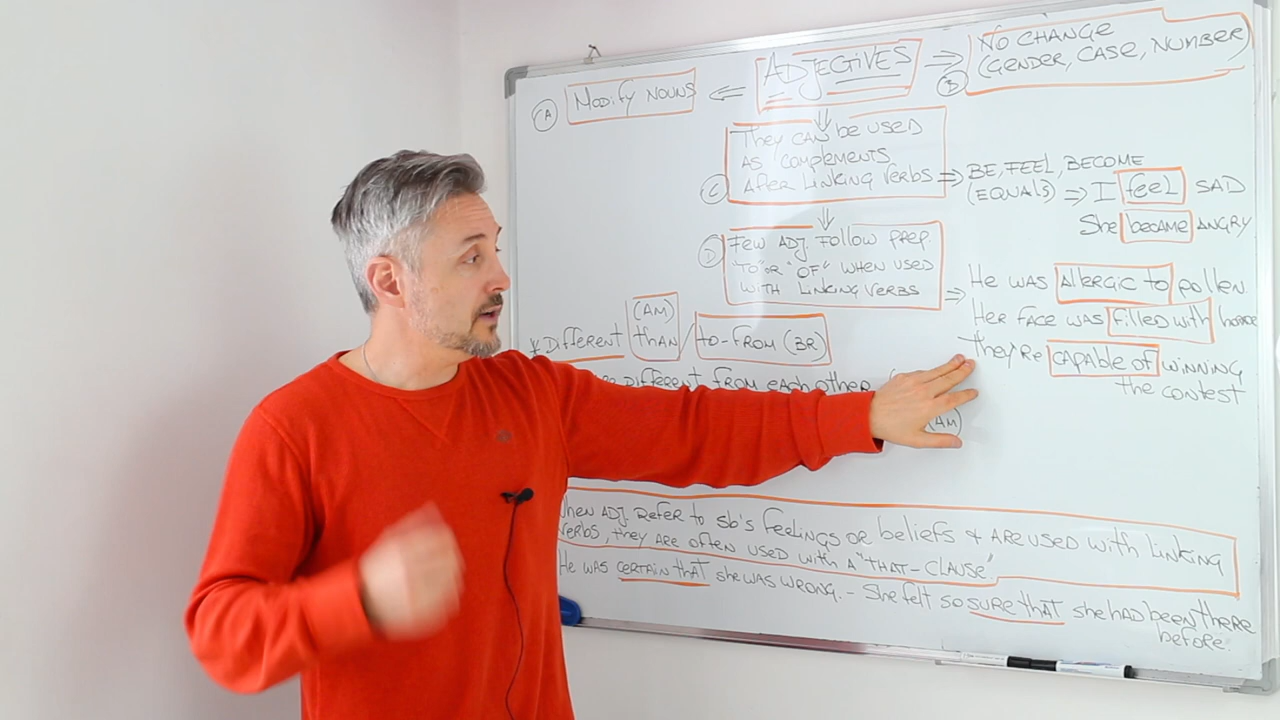 ADJECTIVES
(A) MODIFY NOUNS
(B) NO CHANGE
(GENDER, CASE, NUMBER)
(C) THEY CAN BE USED
AS COMPLEMENTS
AFTER LINKING VERBS
BE, FEEL, BECOME
(EQUALS) ⇒ I feel SAD
She became ANGRY
(D) FEW ADJ. FOLLOW PREP.
"TO" OR "OF" WHEN USED
WITH LINKING VERBS
He was Allergic to pollen
Her face was filled with
they're capable of winning
the contest
* Different (AM) than / to-from (BR)
different from each other
(AM)
when ADJ. refer to sb's feelings or beliefs & are used with linking
verbs, they are often used with a "that-clause".
He was certain that she was wrong. - She felt so sure that she had been there
before.